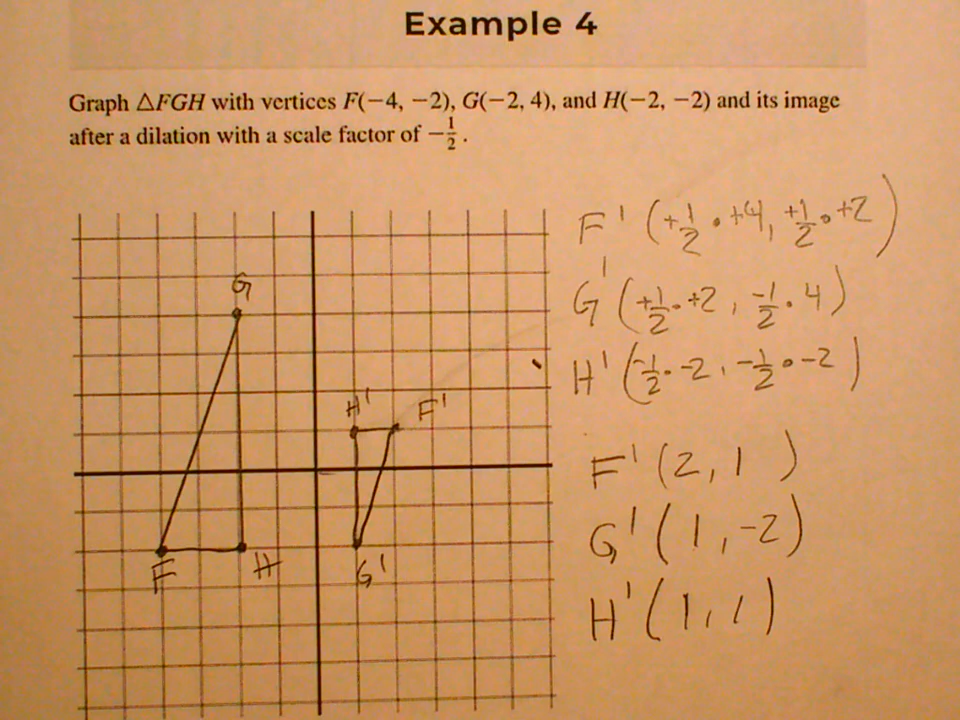 Example 4
Graph △FGH with vertices F(−4, −2), G(−2, 4), and H(−2, −2) and its image
after a dilation with a scale factor of −1/2 .
F' (+1/2 · +4, +1/2 · +2)
G' (+1/2 · +2, -1/2 · 4)
H' (-1/2 · -2, -1/2 · -2)
G
H' F'
F' (2, 1)
G' (1, -2)
F H G'
H' (1, 1)